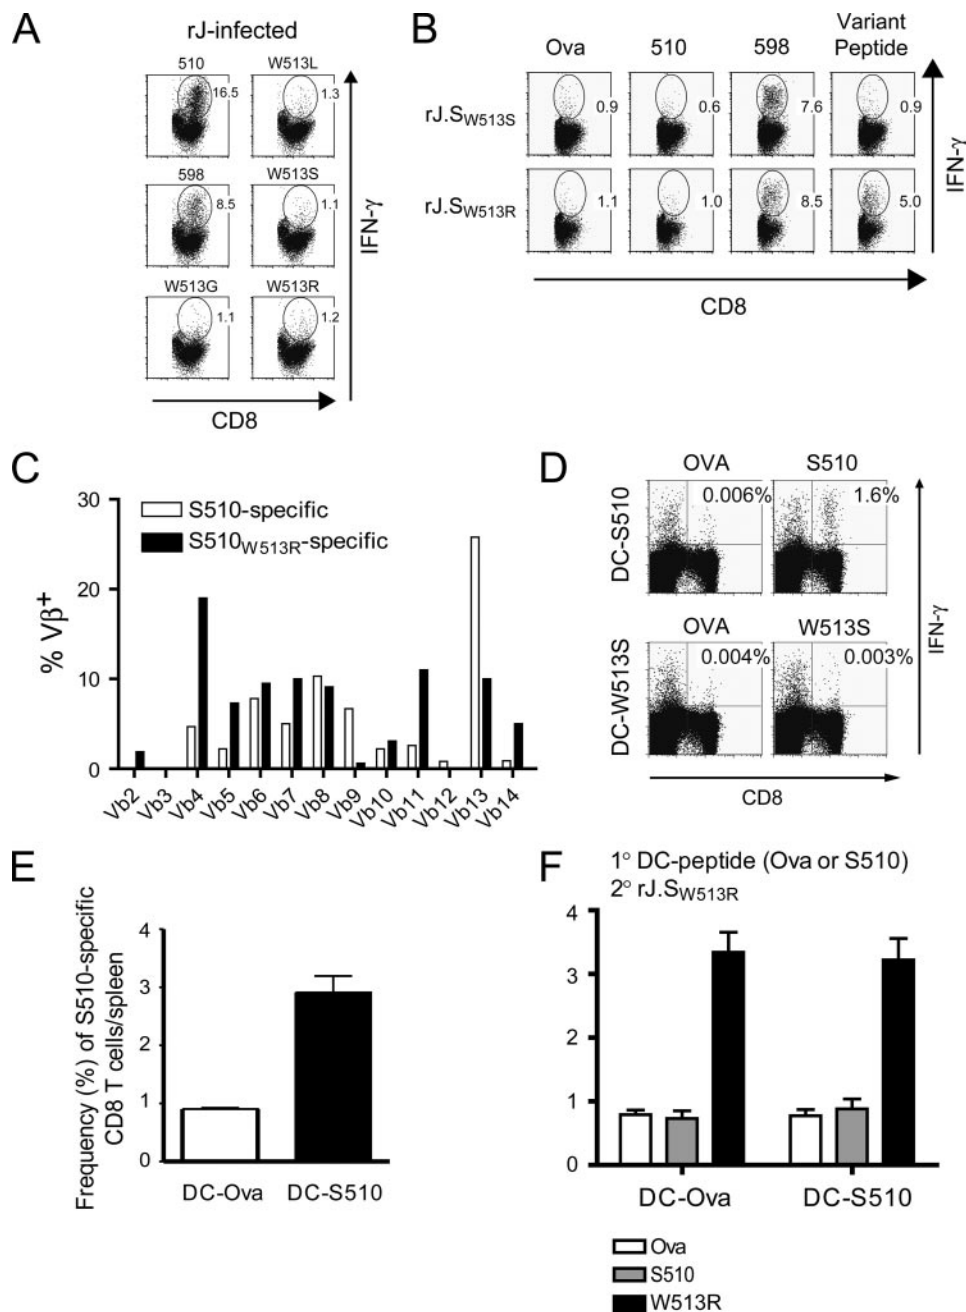 A
rJ-infected
510
W513L
16.5
1.3
598
W513S
8.5
1.1
W513G
W513R
1.1
1.2
IFN-γ
CD8
B
Ova
510
598
Variant
Peptide
rJ.SW513S
0.9
0.6
7.6
0.9
rJ.SW513R
1.1
1.0
8.5
5.0
IFN-γ
CD8
C
30
20
10
0
% Vβ+
S510-specific
S510W513R-specific
Vb2
Vb3
Vb4
Vb5
Vb6
Vb7
Vb8
Vb9
Vb10
Vb11
Vb12
Vb13
Vb14
D
OVA
S510
DC-S510
0.006%
1.6%
OVA
W513S
DC-W513S
0.004%
0.003%
IFN-γ
CD8
E
Frequency (%) of S510-specific
CD8 T cells/spleen
4
3
2
1
0
DC-Ova
DC-S510
F
1° DC-peptide (Ova or S510)
2° rJ.SW513R
4
3
2
1
0
DC-Ova
DC-S510
Ova
S510
W513R